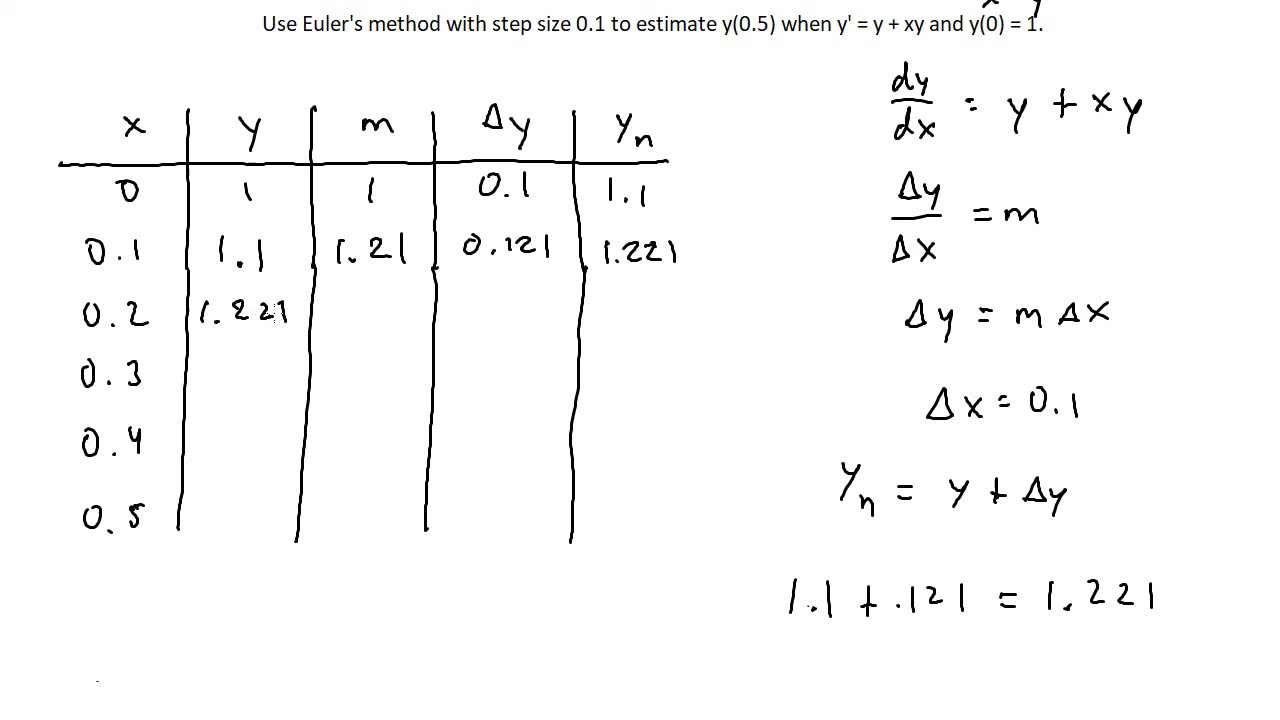 Use Euler's method with step size 0.1 to estimate y(0.5) when y' = y + xy and y(0) = 1.
x y m Δy yn
0 1 1 0.1 1.1
0.1 1.1 1.21 0.121 1.221
0.2 1.221
0.3
0.4
0.5
dy/dx = y + xy
Δy/Δx = m
Δy = m Δx
Δx = 0.1
yn = y + Δy
1.1 + .121 = 1.221